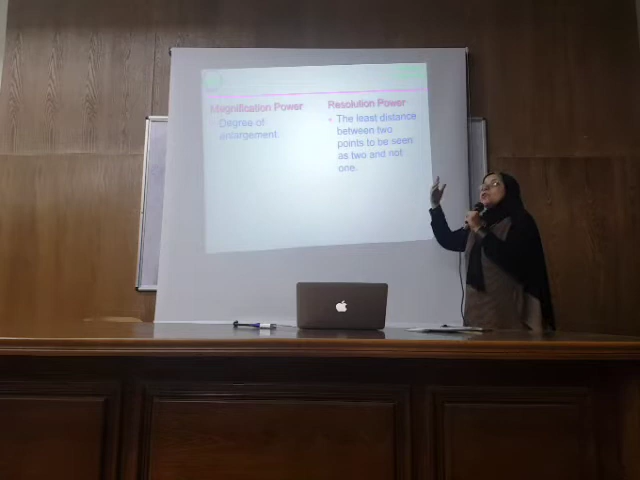 Magnification Power
Degree of
enlargement.
Resolution Power
The least distance
between two
points to be seen
as two and not
one.